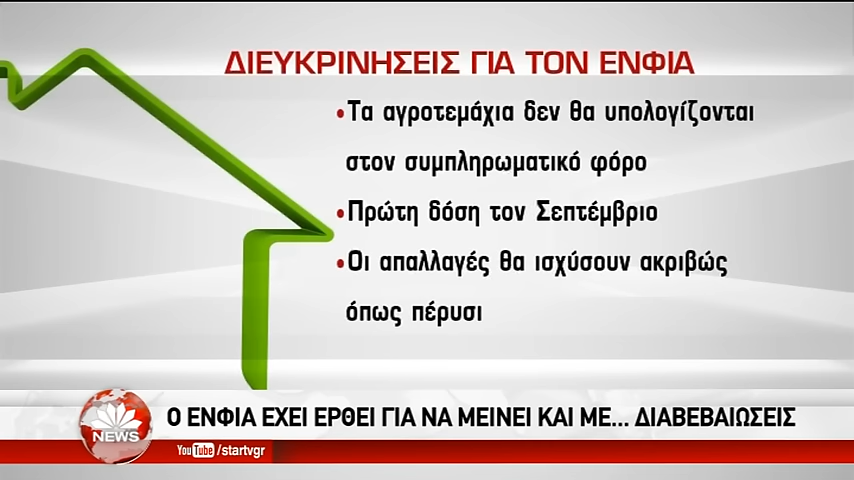 ΔΙΕΥΚΡΙΝΗΣΕΙΣ ΓΙΑ ΤΟΝ ΕΝΦΙΑ
•Τα αγροτεμάχια δεν θα υπολογίζονται
στον συμπληρωματικό φόρο
•Πρώτη δόση τον Σεπτέμβριο
•Οι απαλλαγές θα ισχύσουν ακριβώς
όπως πέρυσι
Ο ΕΝΦΙΑ ΕΧΕΙ ΕΡΘΕΙ ΓΙΑ ΝΑ ΜΕΙΝΕΙ ΚΑΙ ΜΕ... ΔΙΑΒΕΒΑΙΩΣΕΙΣ
NEWS
YouTube/startvgr